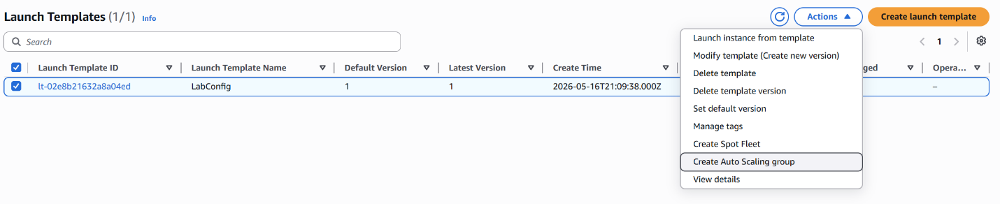 Launch Templates (1/1) Info
Actions
Create launch template
Search
1
Launch Template ID
Launch Template Name
Default Version
Latest Version
Create Time
ged
Opera...
lt-02e8b21632a8a04ed
LabConfig
1
1
2026-05-16T21:09:38.000Z
–
Launch instance from template
Modify template (Create new version)
Delete template
Delete template version
Set default version
Manage tags
Create Spot Fleet
Create Auto Scaling group
View details